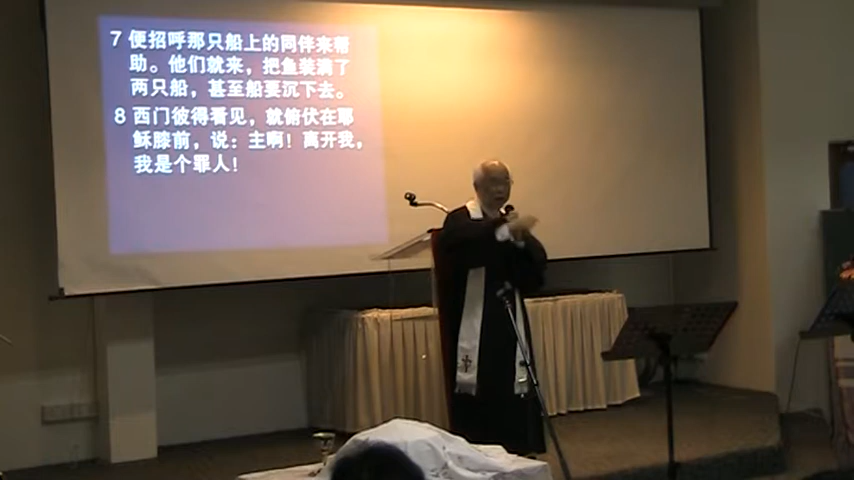 7 便招呼那只船上的同伴来帮
助。他们就来，把鱼装满了
两只船，甚至船要沉下去。
8 西门彼得看见，就俯伏在耶
稣膝前，说：主啊！离开我，
我是个罪人！